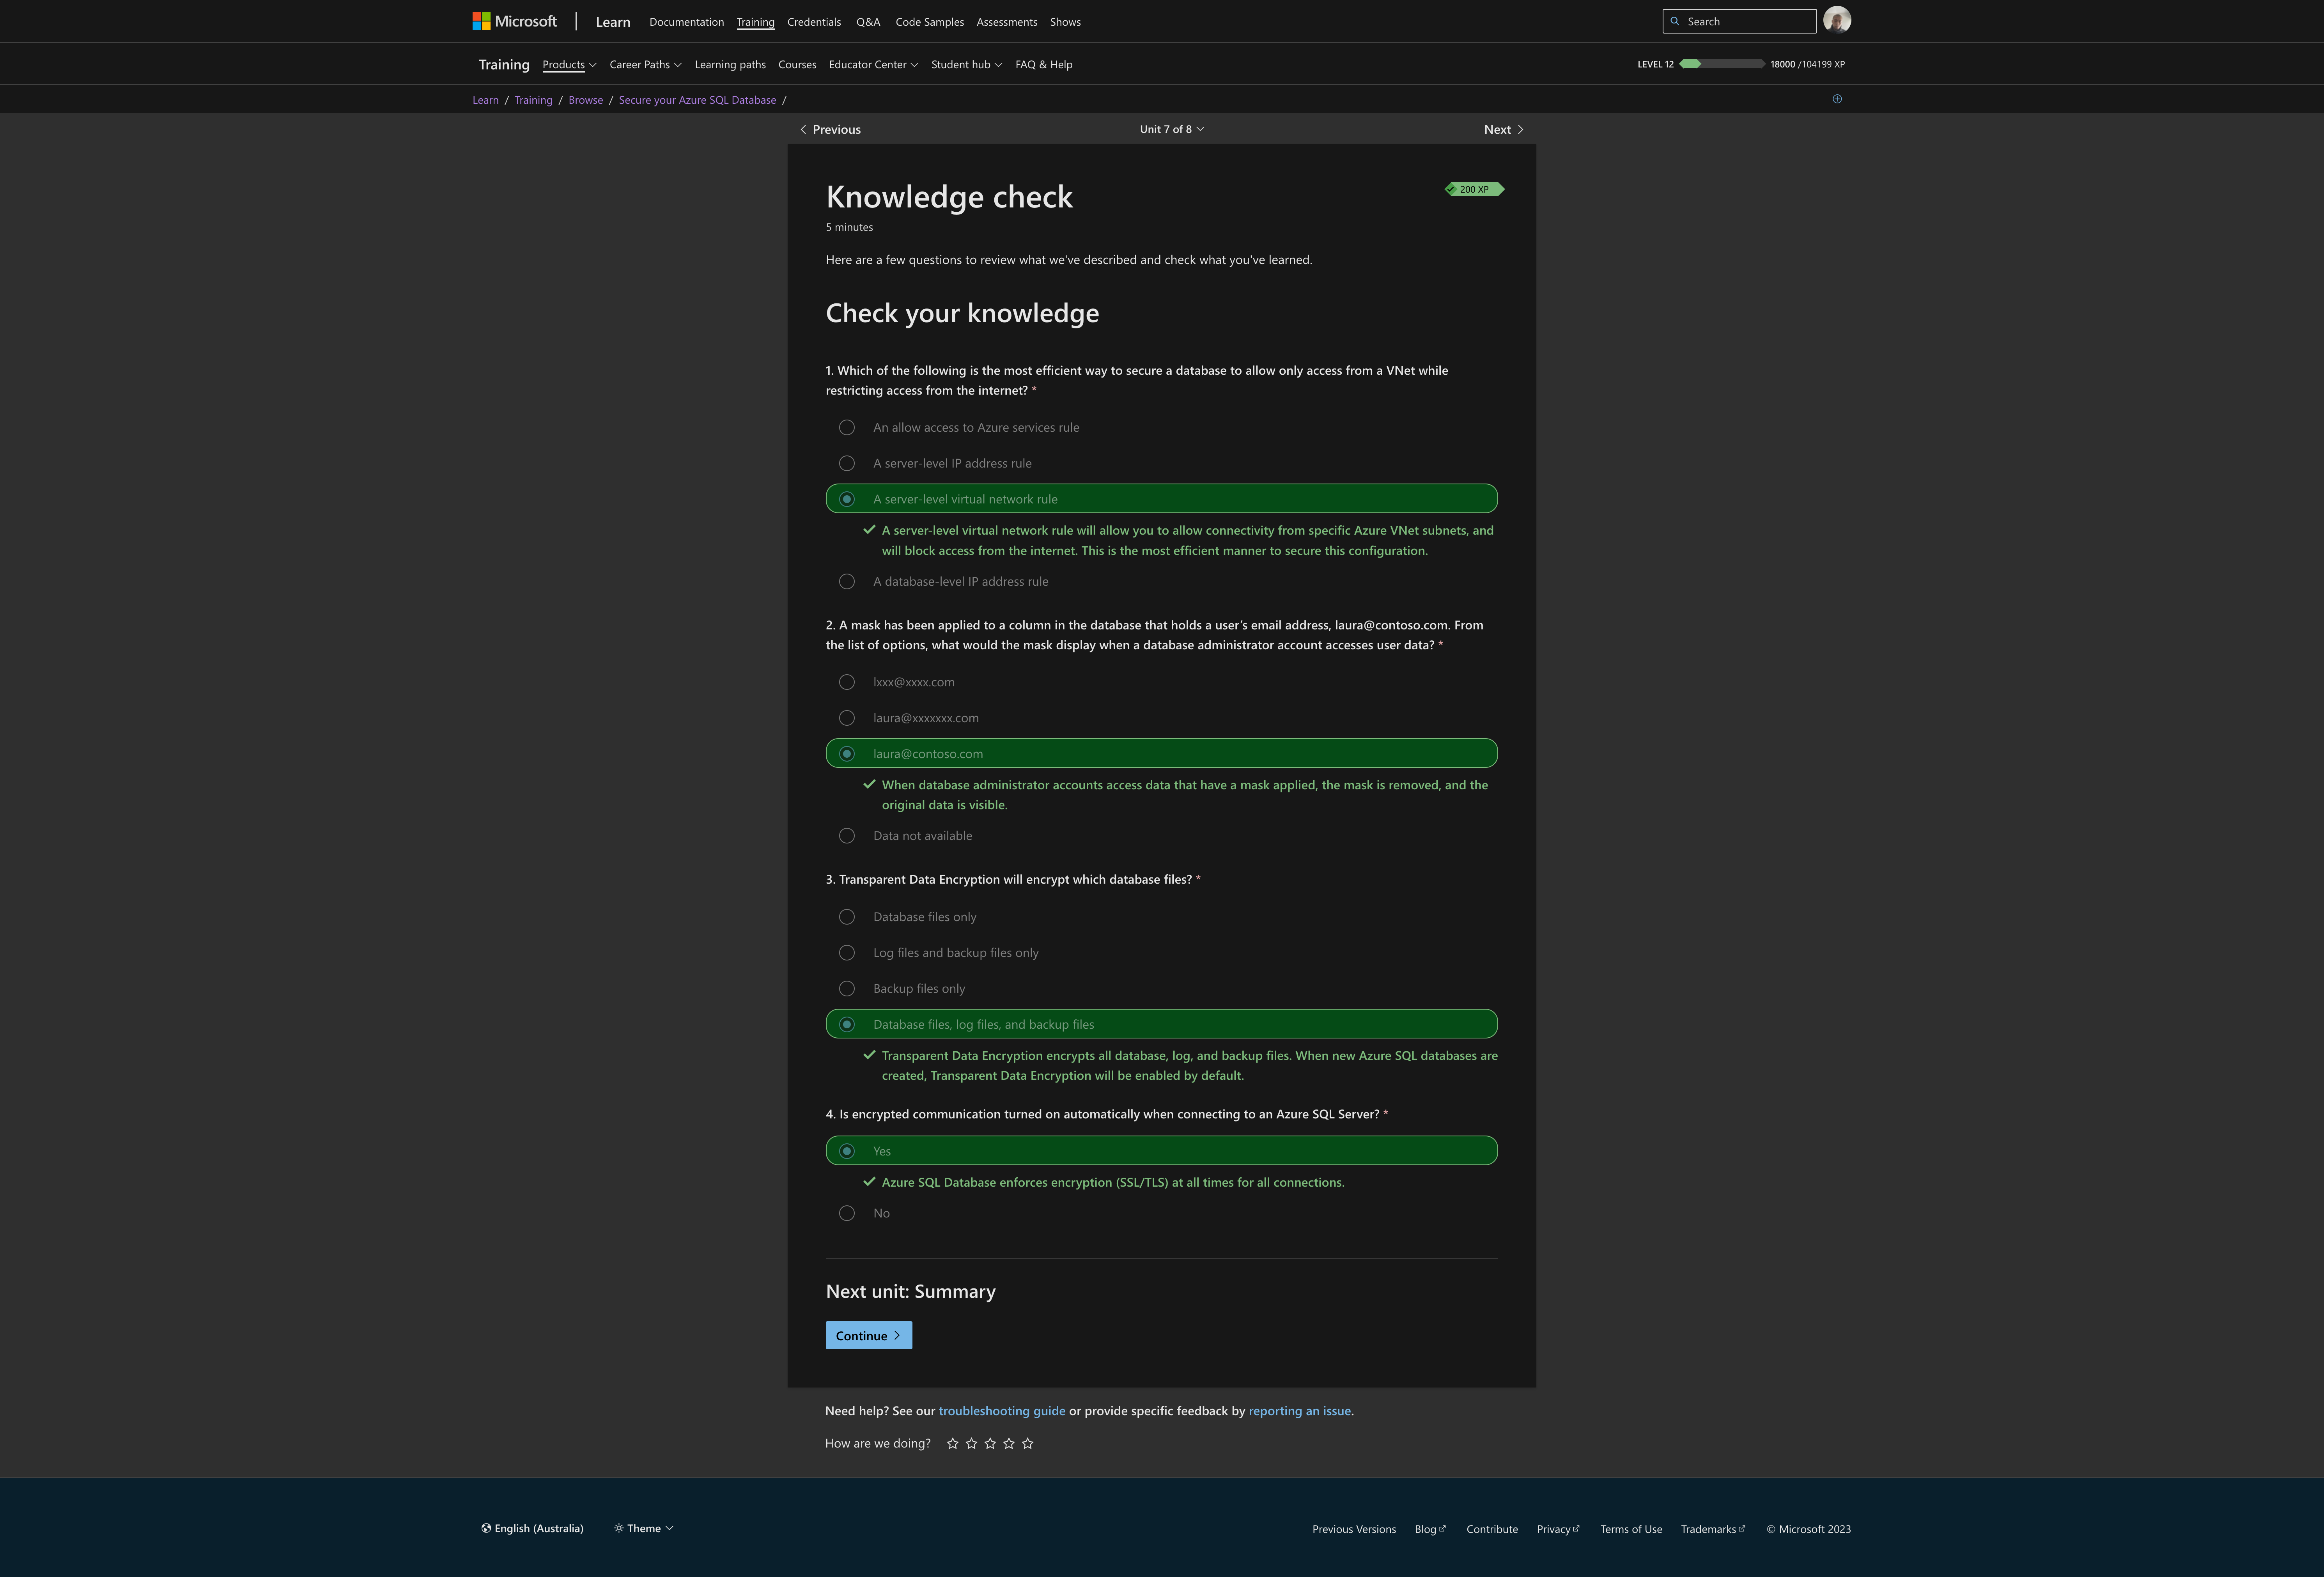 Microsoft | Learn Documentation Training Credentials Q&A Code Samples Assessments Shows Search
Training Products Career Paths Learning paths Courses Educator Center Student hub FAQ & Help LEVEL 12 18000 /104199 XP
Learn / Training / Browse / Secure your Azure SQL Database /
Previous Unit 7 of 8 Next
Knowledge check
200 XP
5 minutes
Here are a few questions to review what we've described and check what you've learned.
Check your knowledge
1. Which of the following is the most efficient way to secure a database to allow only access from a VNet while
restricting access from the internet? *
An allow access to Azure services rule
A server-level IP address rule
A server-level virtual network rule
A server-level virtual network rule will allow you to allow connectivity from specific Azure VNet subnets, and
will block access from the internet. This is the most efficient manner to secure this configuration.
A database-level IP address rule
2. A mask has been applied to a column in the database that holds a user’s email address, laura@contoso.com. From
the list of options, what would the mask display when a database administrator account accesses user data? *
lxxx@xxxx.com
laura@xxxxxxx.com
laura@contoso.com
When database administrator accounts access data that have a mask applied, the mask is removed, and the
original data is visible.
Data not available
3. Transparent Data Encryption will encrypt which database files? *
Database files only
Log files and backup files only
Backup files only
Database files, log files, and backup files
Transparent Data Encryption encrypts all database, log, and backup files. When new Azure SQL databases are
created, Transparent Data Encryption will be enabled by default.
4. Is encrypted communication turned on automatically when connecting to an Azure SQL Server? *
Yes
Azure SQL Database enforces encryption (SSL/TLS) at all times for all connections.
No
Next unit: Summary
Continue
Need help? See our troubleshooting guide or provide specific feedback by reporting an issue.
How are we doing?
English (Australia) Theme Previous Versions Blog Contribute Privacy Terms of Use Trademarks © Microsoft 2023